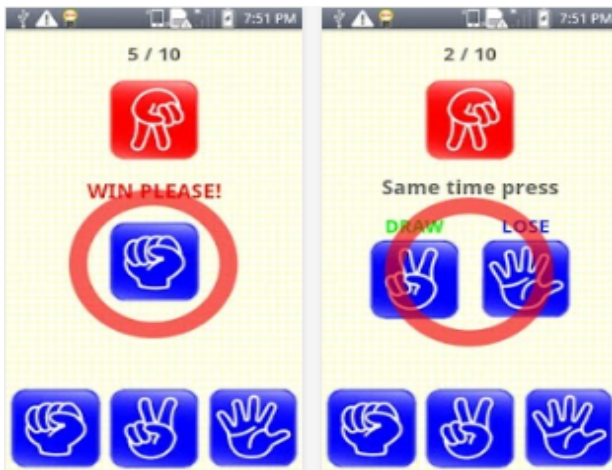 7:51 PM
5 / 10
WIN PLEASE!
7:51 PM
2 / 10
Same time press
DRAW LOSE